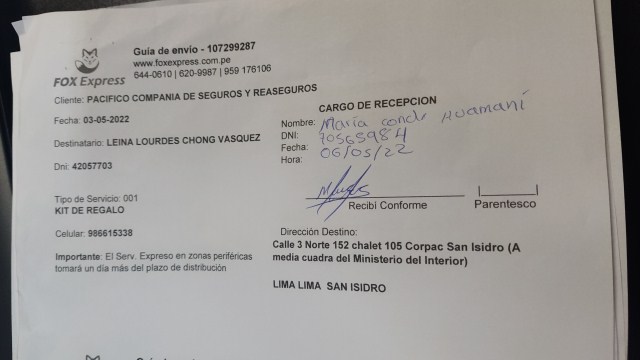 Guía de envio - 107299287
www.foxexpress.com.pe
644-0610 | 620-9987 | 959 176106
FOX Express
Cliente: PACIFICO COMPANIA DE SEGUROS Y REASEGUROS
Fecha: 03-05-2022
Destinatario: LEINA LOURDES CHONG VASQUEZ
Dni: 42057703
Tipo de Servicio: 001
KIT DE REGALO
Celular: 986615338
Importante: El Serv. Expreso en zonas periféricas
tomará un día más del plazo de distribución
CARGO DE RECEPCION
Nombre: María Conde Huamaní
DNI: 70565984
Fecha: 06/05/22
Hora:
Recibi Conforme
Parentesco
Dirección Destino:
Calle 3 Norte 152 chalet 105 Corpac San Isidro (A
media cuadra del Ministerio del Interior)
LIMA LIMA SAN ISIDRO